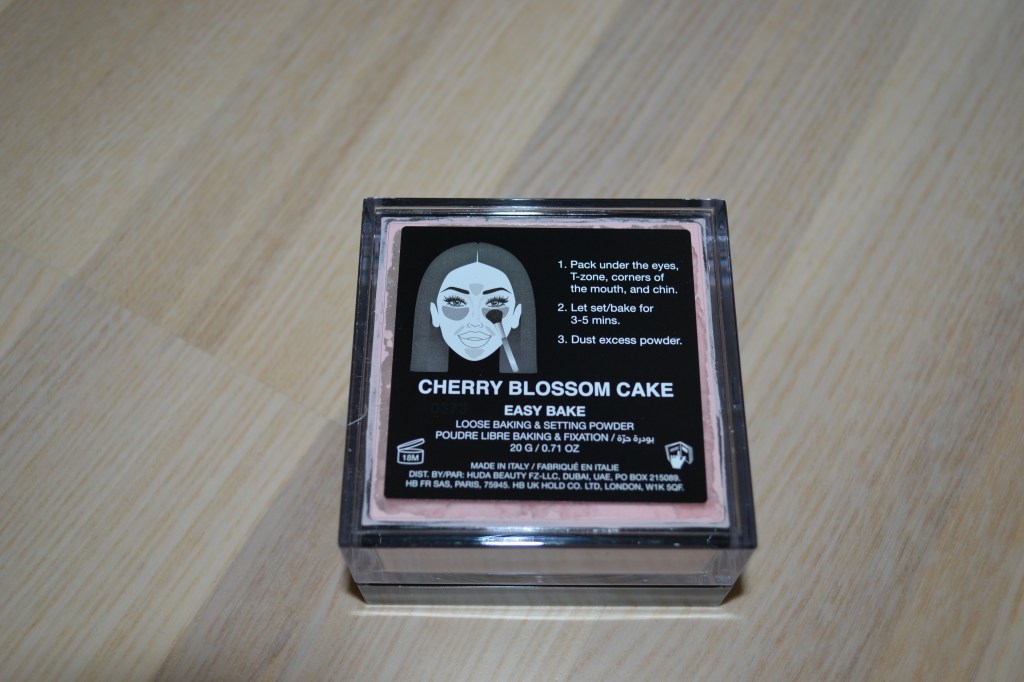 1. Pack under the eyes,
T-zone, corners of
the mouth, and chin.
2. Let set/bake for
3-5 mins.
3. Dust excess powder.
CHERRY BLOSSOM CAKE
EASY BAKE
LOOSE BAKING & SETTING POWDER
POUDRE LIBRE BAKING & FIXATION / بودرة حرّة
20 G / 0.71 OZ
18M
MADE IN ITALY / FABRIQUÉ EN ITALIE
DIST. BY/PAR: HUDA BEAUTY FZ-LLC, DUBAI, UAE, PO BOX 215089.
HB FR SAS, PARIS, 75945. HB UK HOLD CO. LTD, LONDON, W1K 5QF.